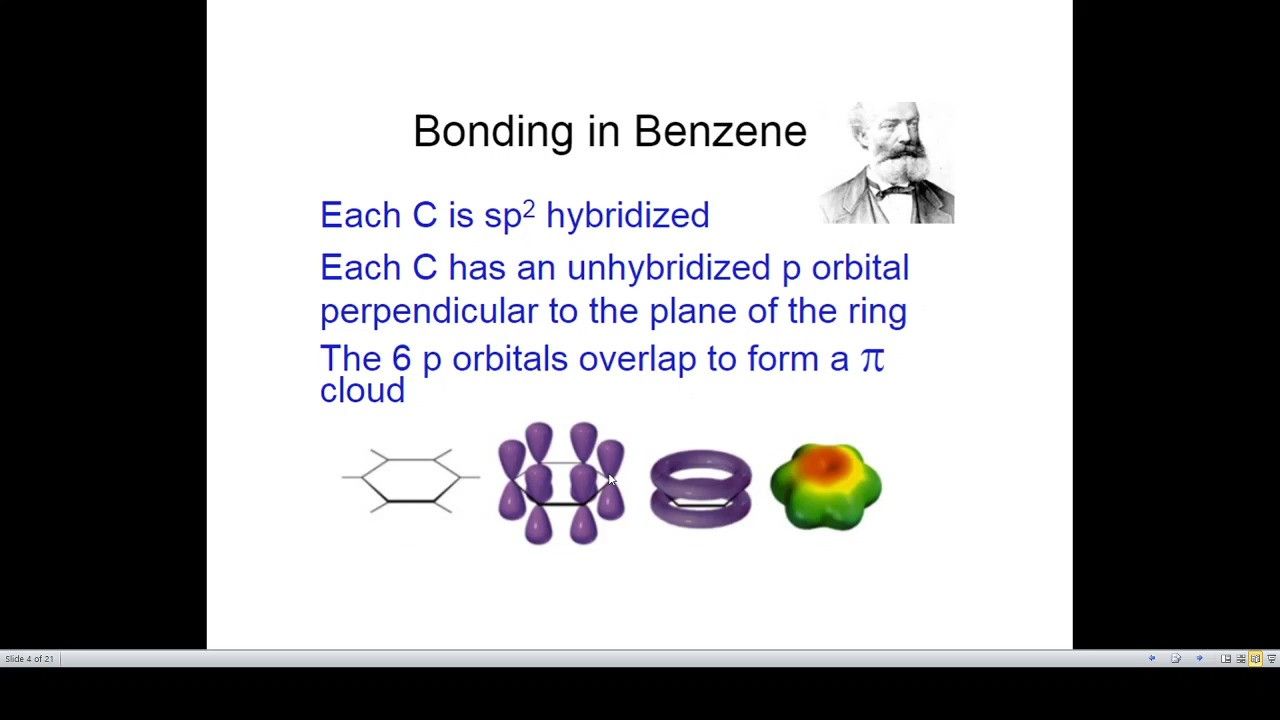 Bonding in Benzene
Each C is sp² hybridized
Each C has an unhybridized p orbital
perpendicular to the plane of the ring
The 6 p orbitals overlap to form a π
cloud
Slide 4 of 21